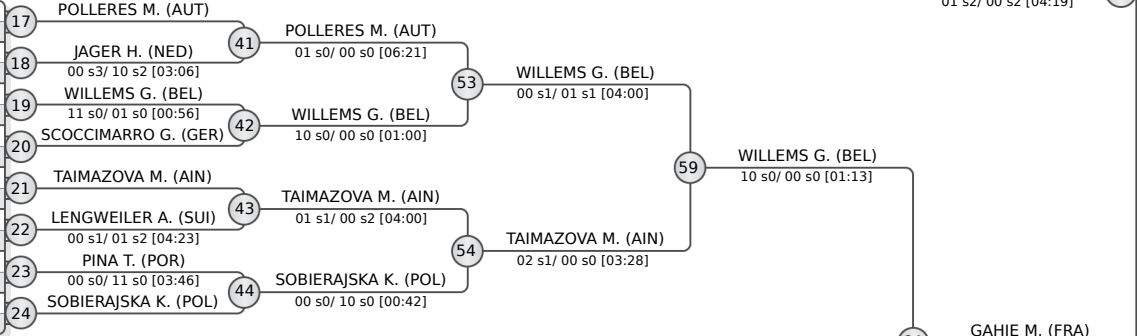 POLLERES M. (AUT)
01 s2/ 00 s2 [04:19]
17
POLLERES M. (AUT)
41
01 s0/ 00 s0 [06:21]
JAGER H. (NED)
18
00 s3/ 10 s2 [03:06]
WILLEMS G. (BEL)
53
00 s1/ 01 s1 [04:00]
WILLEMS G. (BEL)
19
11 s0/ 01 s0 [00:56]
WILLEMS G. (BEL)
42
10 s0/ 00 s0 [01:00]
SCOCCIMARRO G. (GER)
20
WILLEMS G. (BEL)
59
10 s0/ 00 s0 [01:13]
TAIMAZOVA M. (AIN)
21
TAIMAZOVA M. (AIN)
43
01 s1/ 00 s2 [04:00]
LENGWEILER A. (SUI)
22
00 s1/ 01 s2 [04:23]
TAIMAZOVA M. (AIN)
54
02 s1/ 00 s0 [03:28]
PINA T. (POR)
23
00 s0/ 11 s0 [03:46]
SOBIERAJSKA K. (POL)
44
00 s0/ 10 s0 [00:42]
SOBIERAJSKA K. (POL)
24
GAHIE M. (FRA)